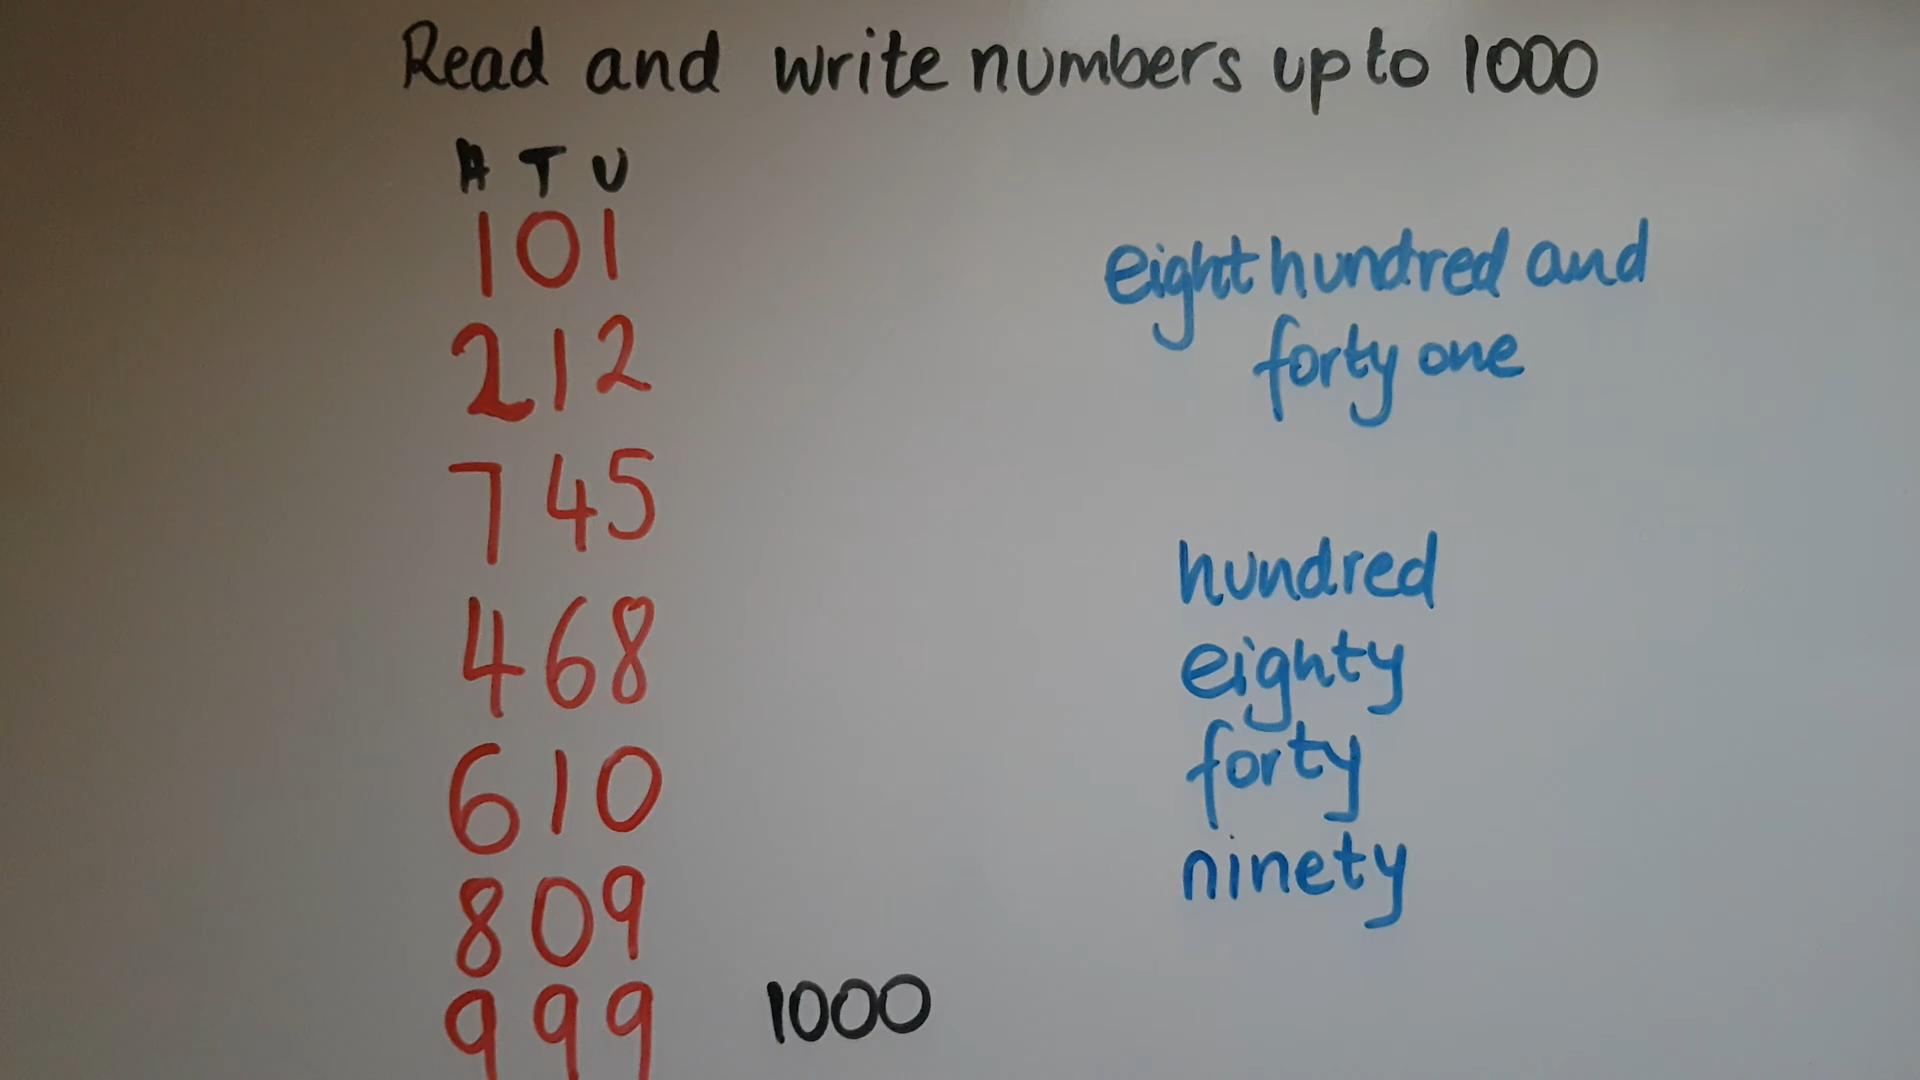 Read and write numbers up to 1000
H T U
101
212
745
468
610
809
999 1000
eight hundred and
forty one
hundred
eighty
forty
ninety